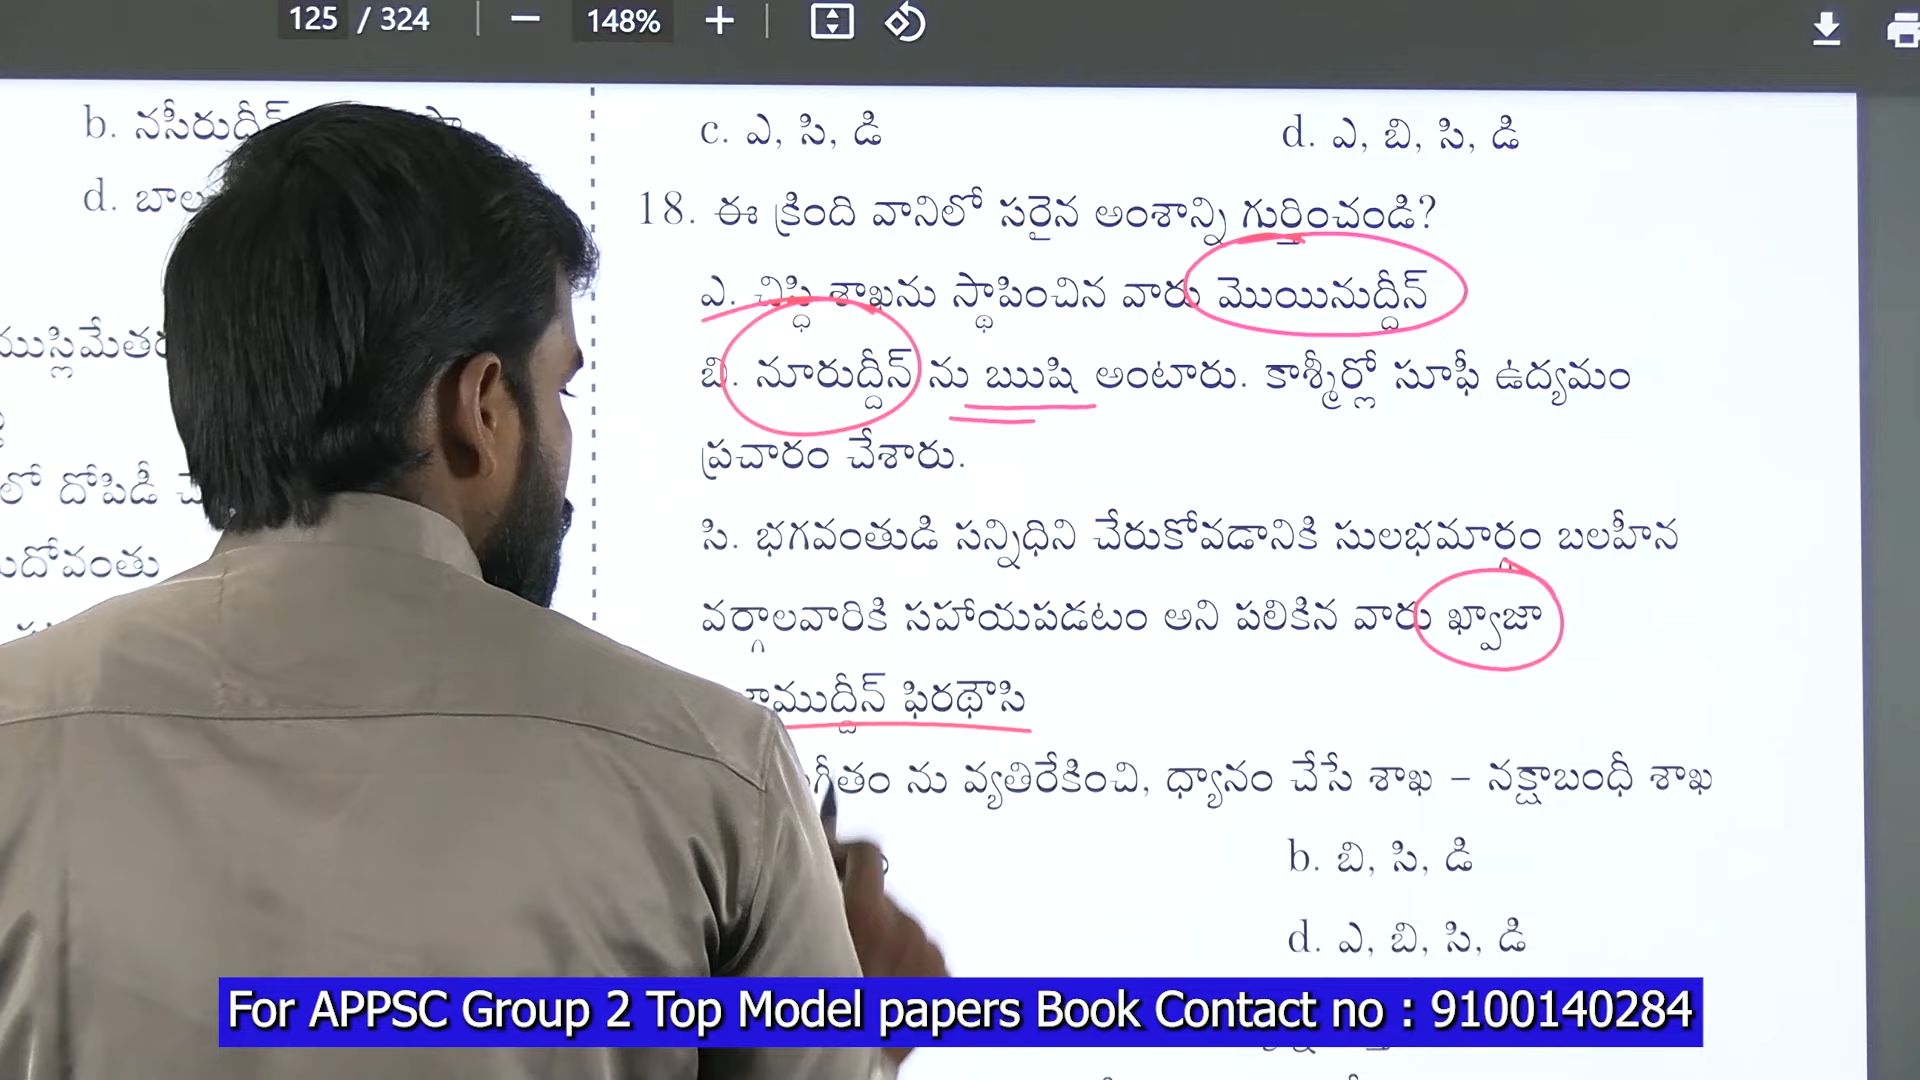 125 / 324
148%
b. నసీరుద్దీన్
d.
ముస్లిమేతర
లో దోపిడీ
c. ఎ, సి, డి
d. ఎ, బి, సి, డి
18. ఈ క్రింది వానిలో సరైన అంశాన్ని గుర్తించండి?
ఎ. చిస్థి శాఖను స్థాపించిన వారు మొయినుద్దీన్
బి. నూరుద్దీన్ ను ఋషి అంటారు. కాశ్మీర్లో సూఫీ ఉద్యమం
ప్రచారం చేశారు.
సి. భగవంతుడి సన్నిధిని చేరుకోవడానికి సులభమార్గం బలహీన
వర్గాలవారికి సహాయపడటం అని పలికిన వారు ఖ్వాజా
ఫిరథౌసి
ను వ్యతిరేకించి, ధ్యానం చేసే శాఖ – నక్షాబంధీ శాఖ
b. బి, సి, డి
d. ఎ, బి, సి, డి
For APPSC Group 2 Top Model papers Book Contact no : 9100140284